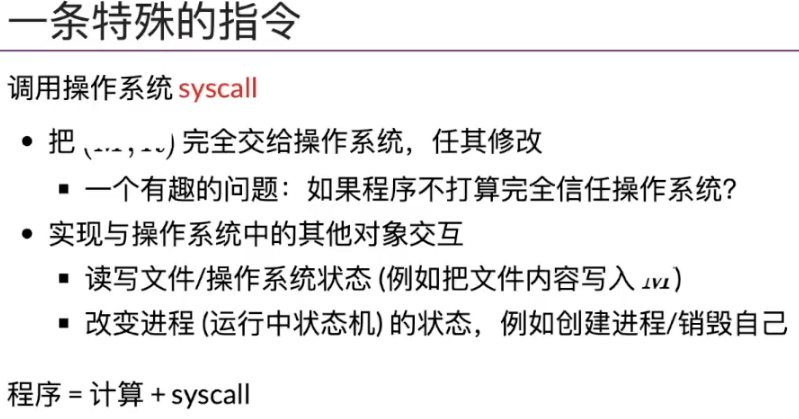 一条特殊的指令
调用操作系统 syscall
• 把 完全交给操作系统，任其修改
▪ 一个有趣的问题：如果程序不打算完全信任操作系统？
• 实现与操作系统中的其他对象交互
▪ 读写文件/操作系统状态 (例如把文件内容写入 )
▪ 改变进程 (运行中状态机) 的状态，例如创建进程/销毁自己
程序 = 计算 + syscall